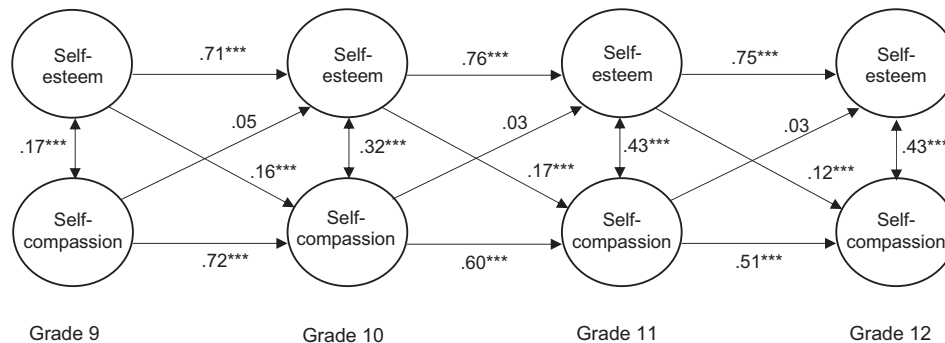 Self-
esteem
.71***
Self-
esteem
.76***
Self-
esteem
.75***
Self-
esteem
.17***
.05
.16***
.32***
.03
.17***
.43***
.03
.12***
.43***
Self-
compassion
.72***
Self-
compassion
.60***
Self-
compassion
.51***
Self-
compassion
Grade 9
Grade 10
Grade 11
Grade 12